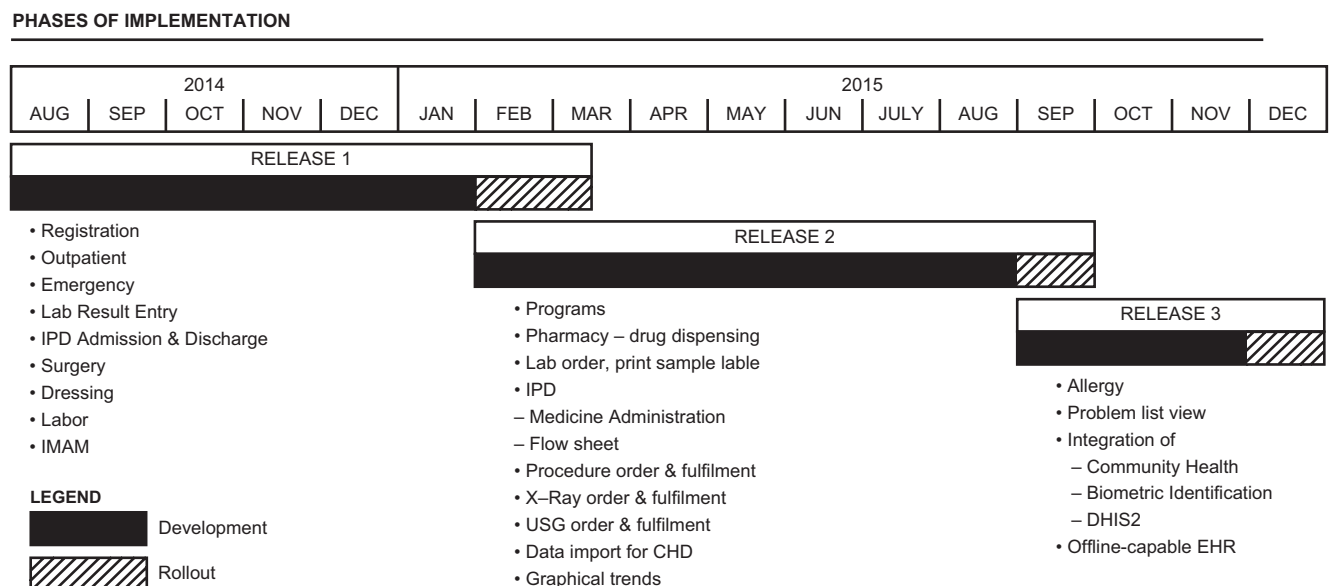 PHASES OF IMPLEMENTATION
2014 2015
AUG SEP OCT NOV DEC JAN FEB MAR APR MAY JUN JULY AUG SEP OCT NOV DEC
RELEASE 1
• Registration
• Outpatient
• Emergency
• Lab Result Entry
• IPD Admission & Discharge
• Surgery
• Dressing
• Labor
• IMAM
RELEASE 2
• Programs
• Pharmacy – drug dispensing
• Lab order, print sample lable
• IPD
– Medicine Administration
– Flow sheet
• Procedure order & fulfilment
• X–Ray order & fulfilment
• USG order & fulfilment
• Data import for CHD
• Graphical trends
RELEASE 3
• Allergy
• Problem list view
• Integration of
– Community Health
– Biometric Identification
– DHIS2
• Offline-capable EHR
LEGEND
Development
Rollout